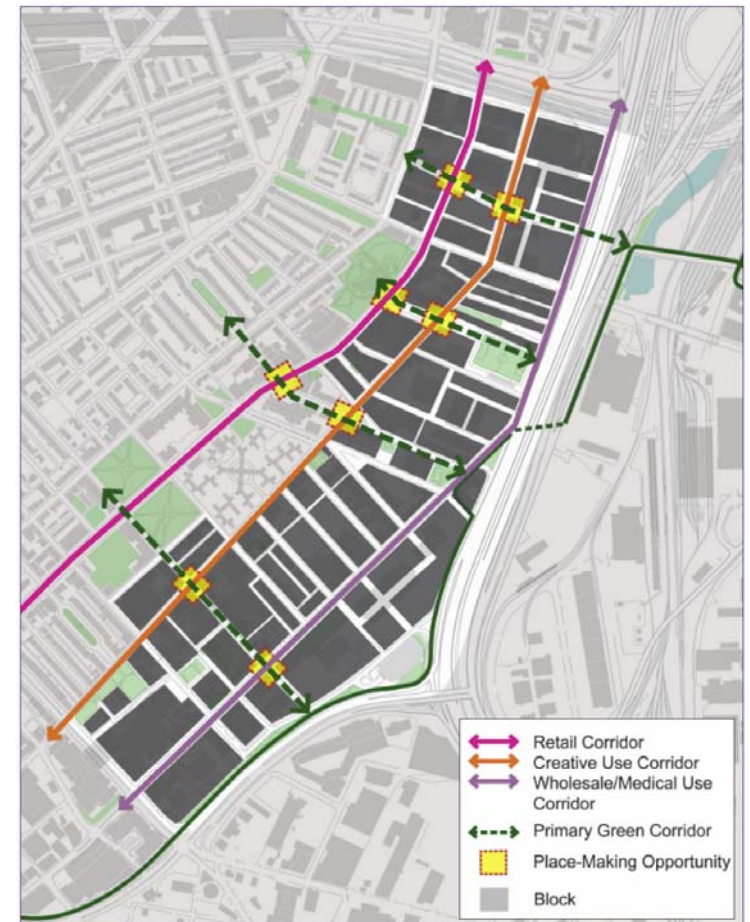 Retail Corridor
Creative Use Corridor
Wholesale/Medical Use
Corridor
Primary Green Corridor
Place-Making Opportunity
Block